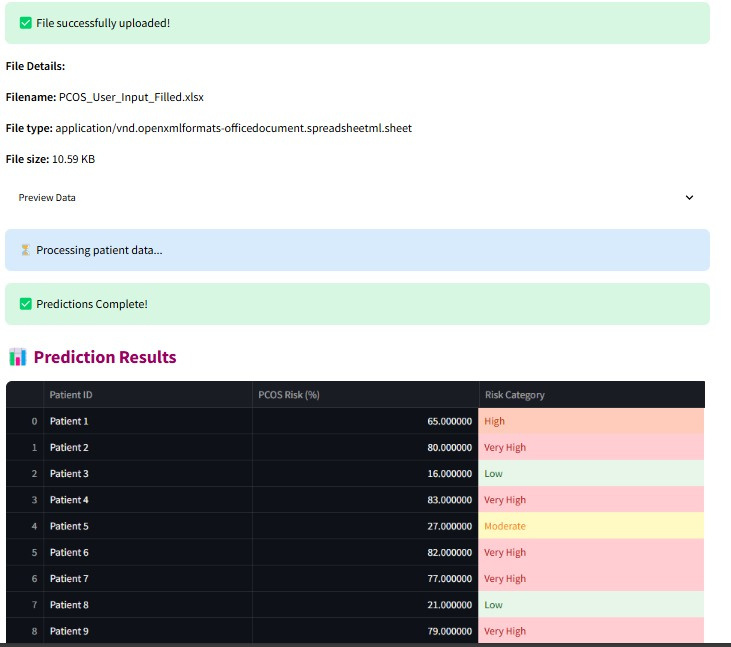 ✅ File successfully uploaded!
File Details:
Filename: PCOS_User_Input_Filled.xlsx
File type: application/vnd.openxmlformats-officedocument.spreadsheetml.sheet
File size: 10.59 KB
Preview Data
⏳ Processing patient data...
✅ Predictions Complete!
📊 Prediction Results
Patient ID PCOS Risk (%) Risk Category
0 Patient 1 65.000000 High
1 Patient 2 80.000000 Very High
2 Patient 3 16.000000 Low
3 Patient 4 83.000000 Very High
4 Patient 5 27.000000 Moderate
5 Patient 6 82.000000 Very High
6 Patient 7 77.000000 Very High
7 Patient 8 21.000000 Low
8 Patient 9 79.000000 Very High